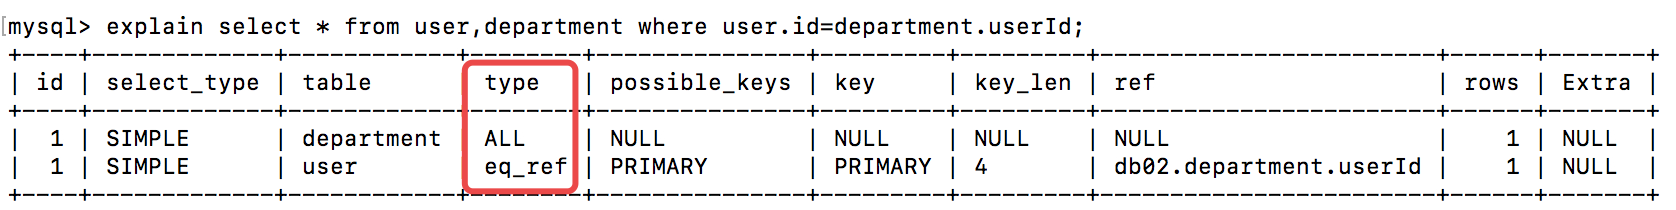 mysql> explain select * from user,department where user.id=department.userId;
+----+-------------+------------+--------+---------------+---------+---------+------------------------+------+-------+
| id | select_type | table      | type   | possible_keys | key     | key_len | ref                    | rows | Extra |
+----+-------------+------------+--------+---------------+---------+---------+------------------------+------+-------+
|  1 | SIMPLE      | department | ALL    | NULL          | NULL    | NULL    | NULL                   |    1 | NULL  |
|  1 | SIMPLE      | user       | eq_ref | PRIMARY       | PRIMARY | 4       | db02.department.userId |    1 | NULL  |
+----+-------------+------------+--------+---------------+---------+---------+------------------------+------+-------+